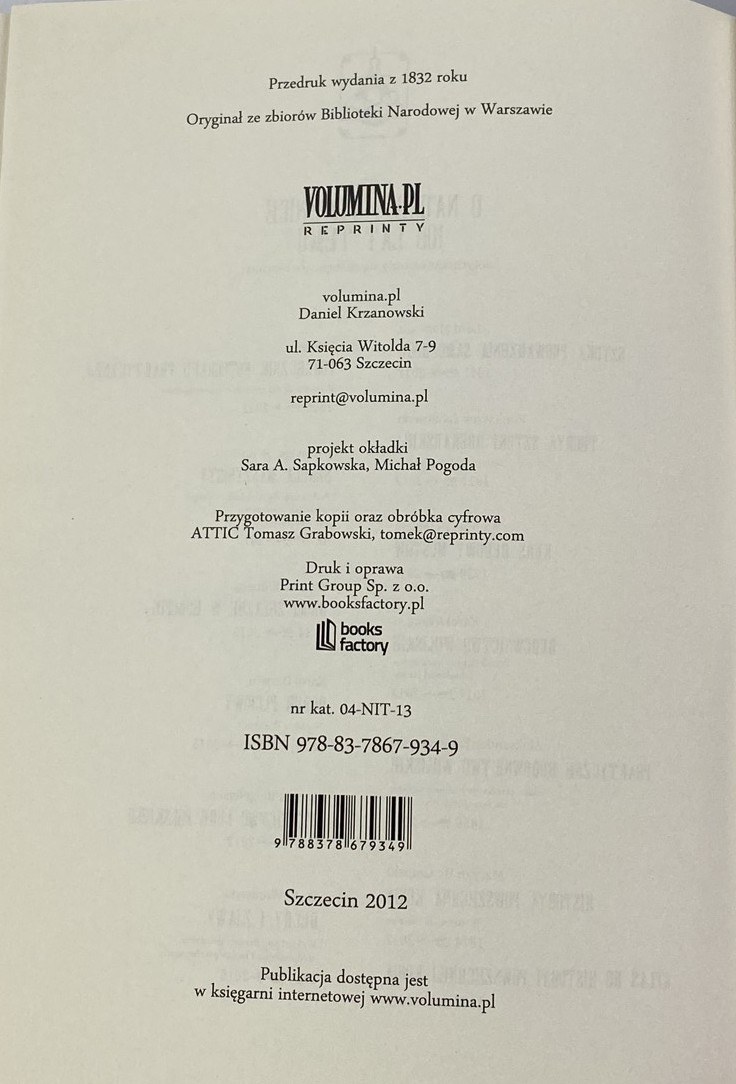 Przedruk wydania z 1832 roku
Oryginał ze zbiorów Biblioteki Narodowej w Warszawie
VOLUMINA.PL
REPRINTY
volumina.pl
Daniel Krzanowski
ul. Księcia Witolda 7-9
71-063 Szczecin
reprint@volumina.pl
projekt okładki
Sara A. Sapkowska, Michał Pogoda
Przygotowanie kopii oraz obróbka cyfrowa
ATTIC Tomasz Grabowski, tomek@reprinty.com
Druk i oprawa
Print Group Sp. z o.o.
www.booksfactory.pl
books
factory
nr kat. 04-NIT-13
ISBN 978-83-7867-934-9
9 788378 679349
Szczecin 2012
Publikacja dostępna jest
w księgarni internetowej www.volumina.pl